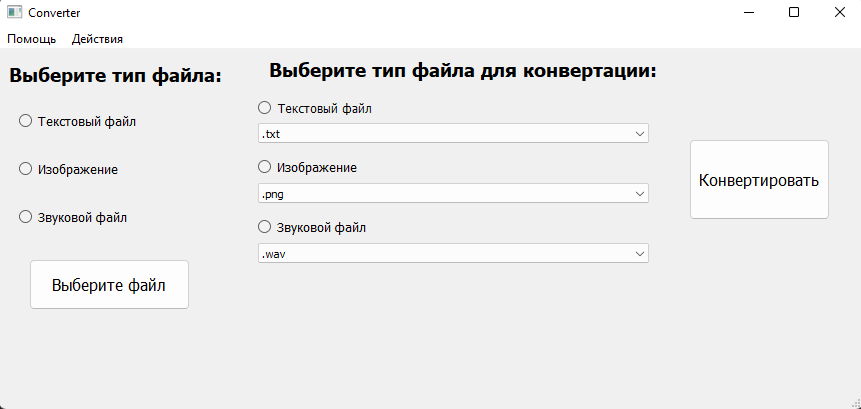 Converter
Помощь Действия
Выберите тип файла:
Текстовый файл
Изображение
Звуковой файл
Выберите файл
Выберите тип файла для конвертации:
Текстовый файл
.txt
Изображение
.png
Звуковой файл
.wav
Конвертировать